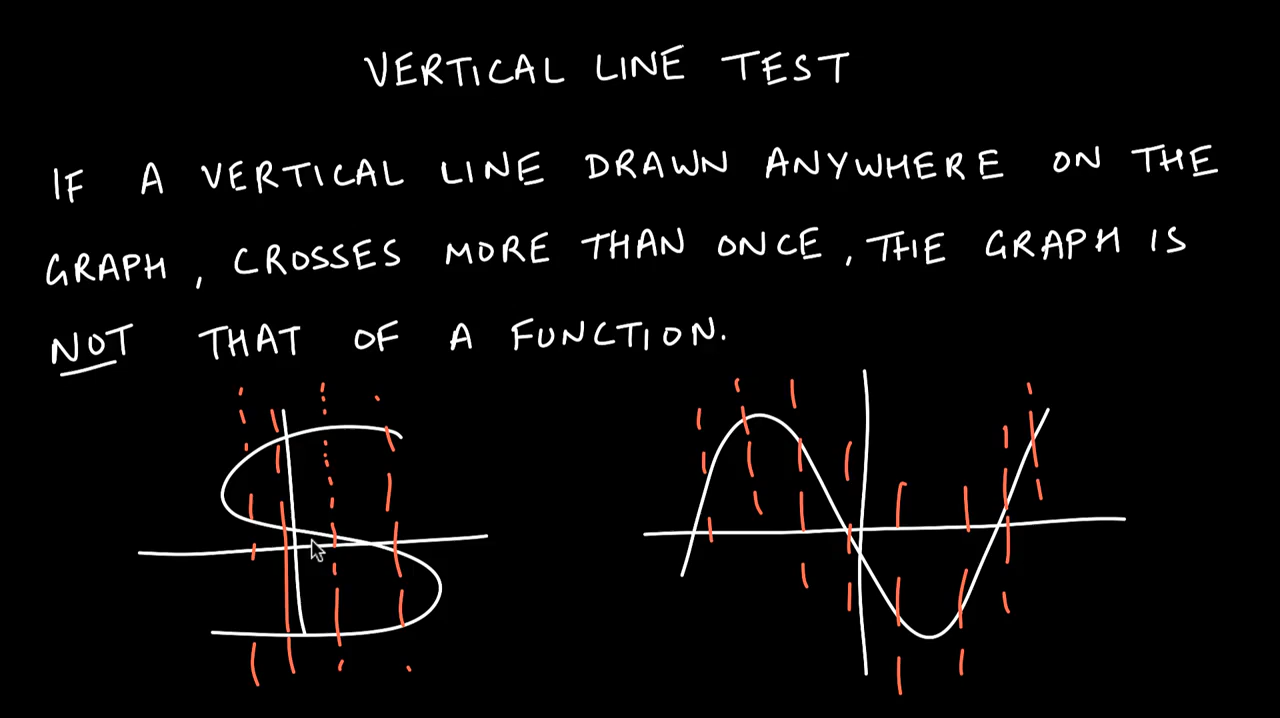 VERTICAL LINE TEST
IF A VERTICAL LINE DRAWN ANYWHERE ON THE
GRAPH, CROSSES MORE THAN ONCE, THE GRAPH IS
NOT THAT OF A FUNCTION.